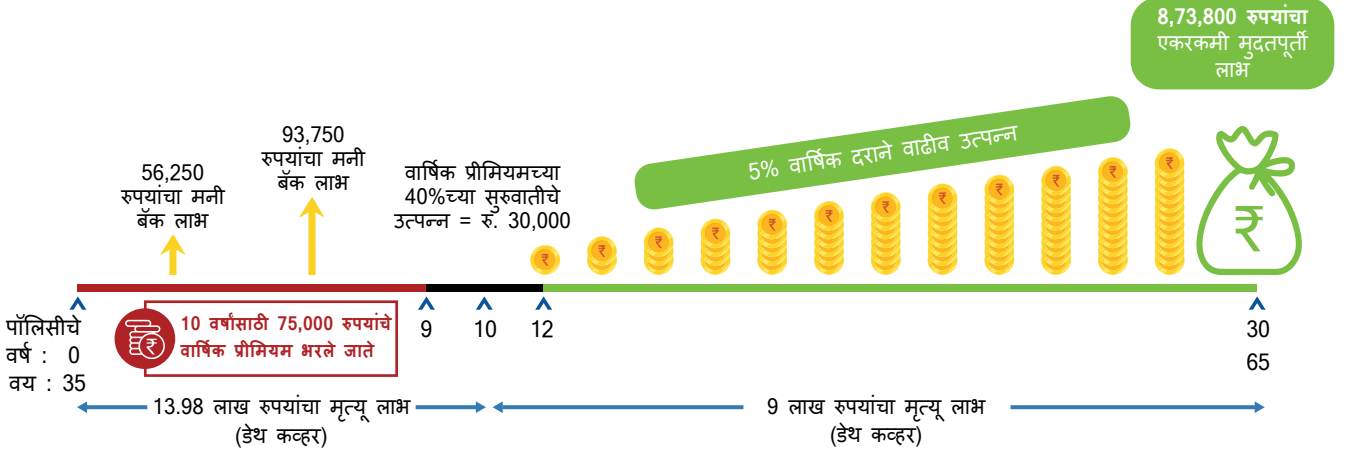 8,73,800 रुपयांचा
एकरकमी मुदतपूर्ती
लाभ
5% वार्षिक दराने वाढीव उत्पन्न
93,750
रुपयांचा मनी
बॅक लाभ
56,250
रुपयांचा मनी
बॅक लाभ
वार्षिक प्रीमियमच्या
40%च्या सुरुवातीचे
उत्पन्न = रु. 30,000
पॉलिसीचे
वर्ष : 0
वय : 35
10 वर्षांसाठी 75,000 रुपयांचे
वार्षिक प्रीमियम भरले जाते
9 10 12 30
65
13.98 लाख रुपयांचा मृत्यू लाभ
(डेथ कव्हर)
9 लाख रुपयांचा मृत्यू लाभ
(डेथ कव्हर)